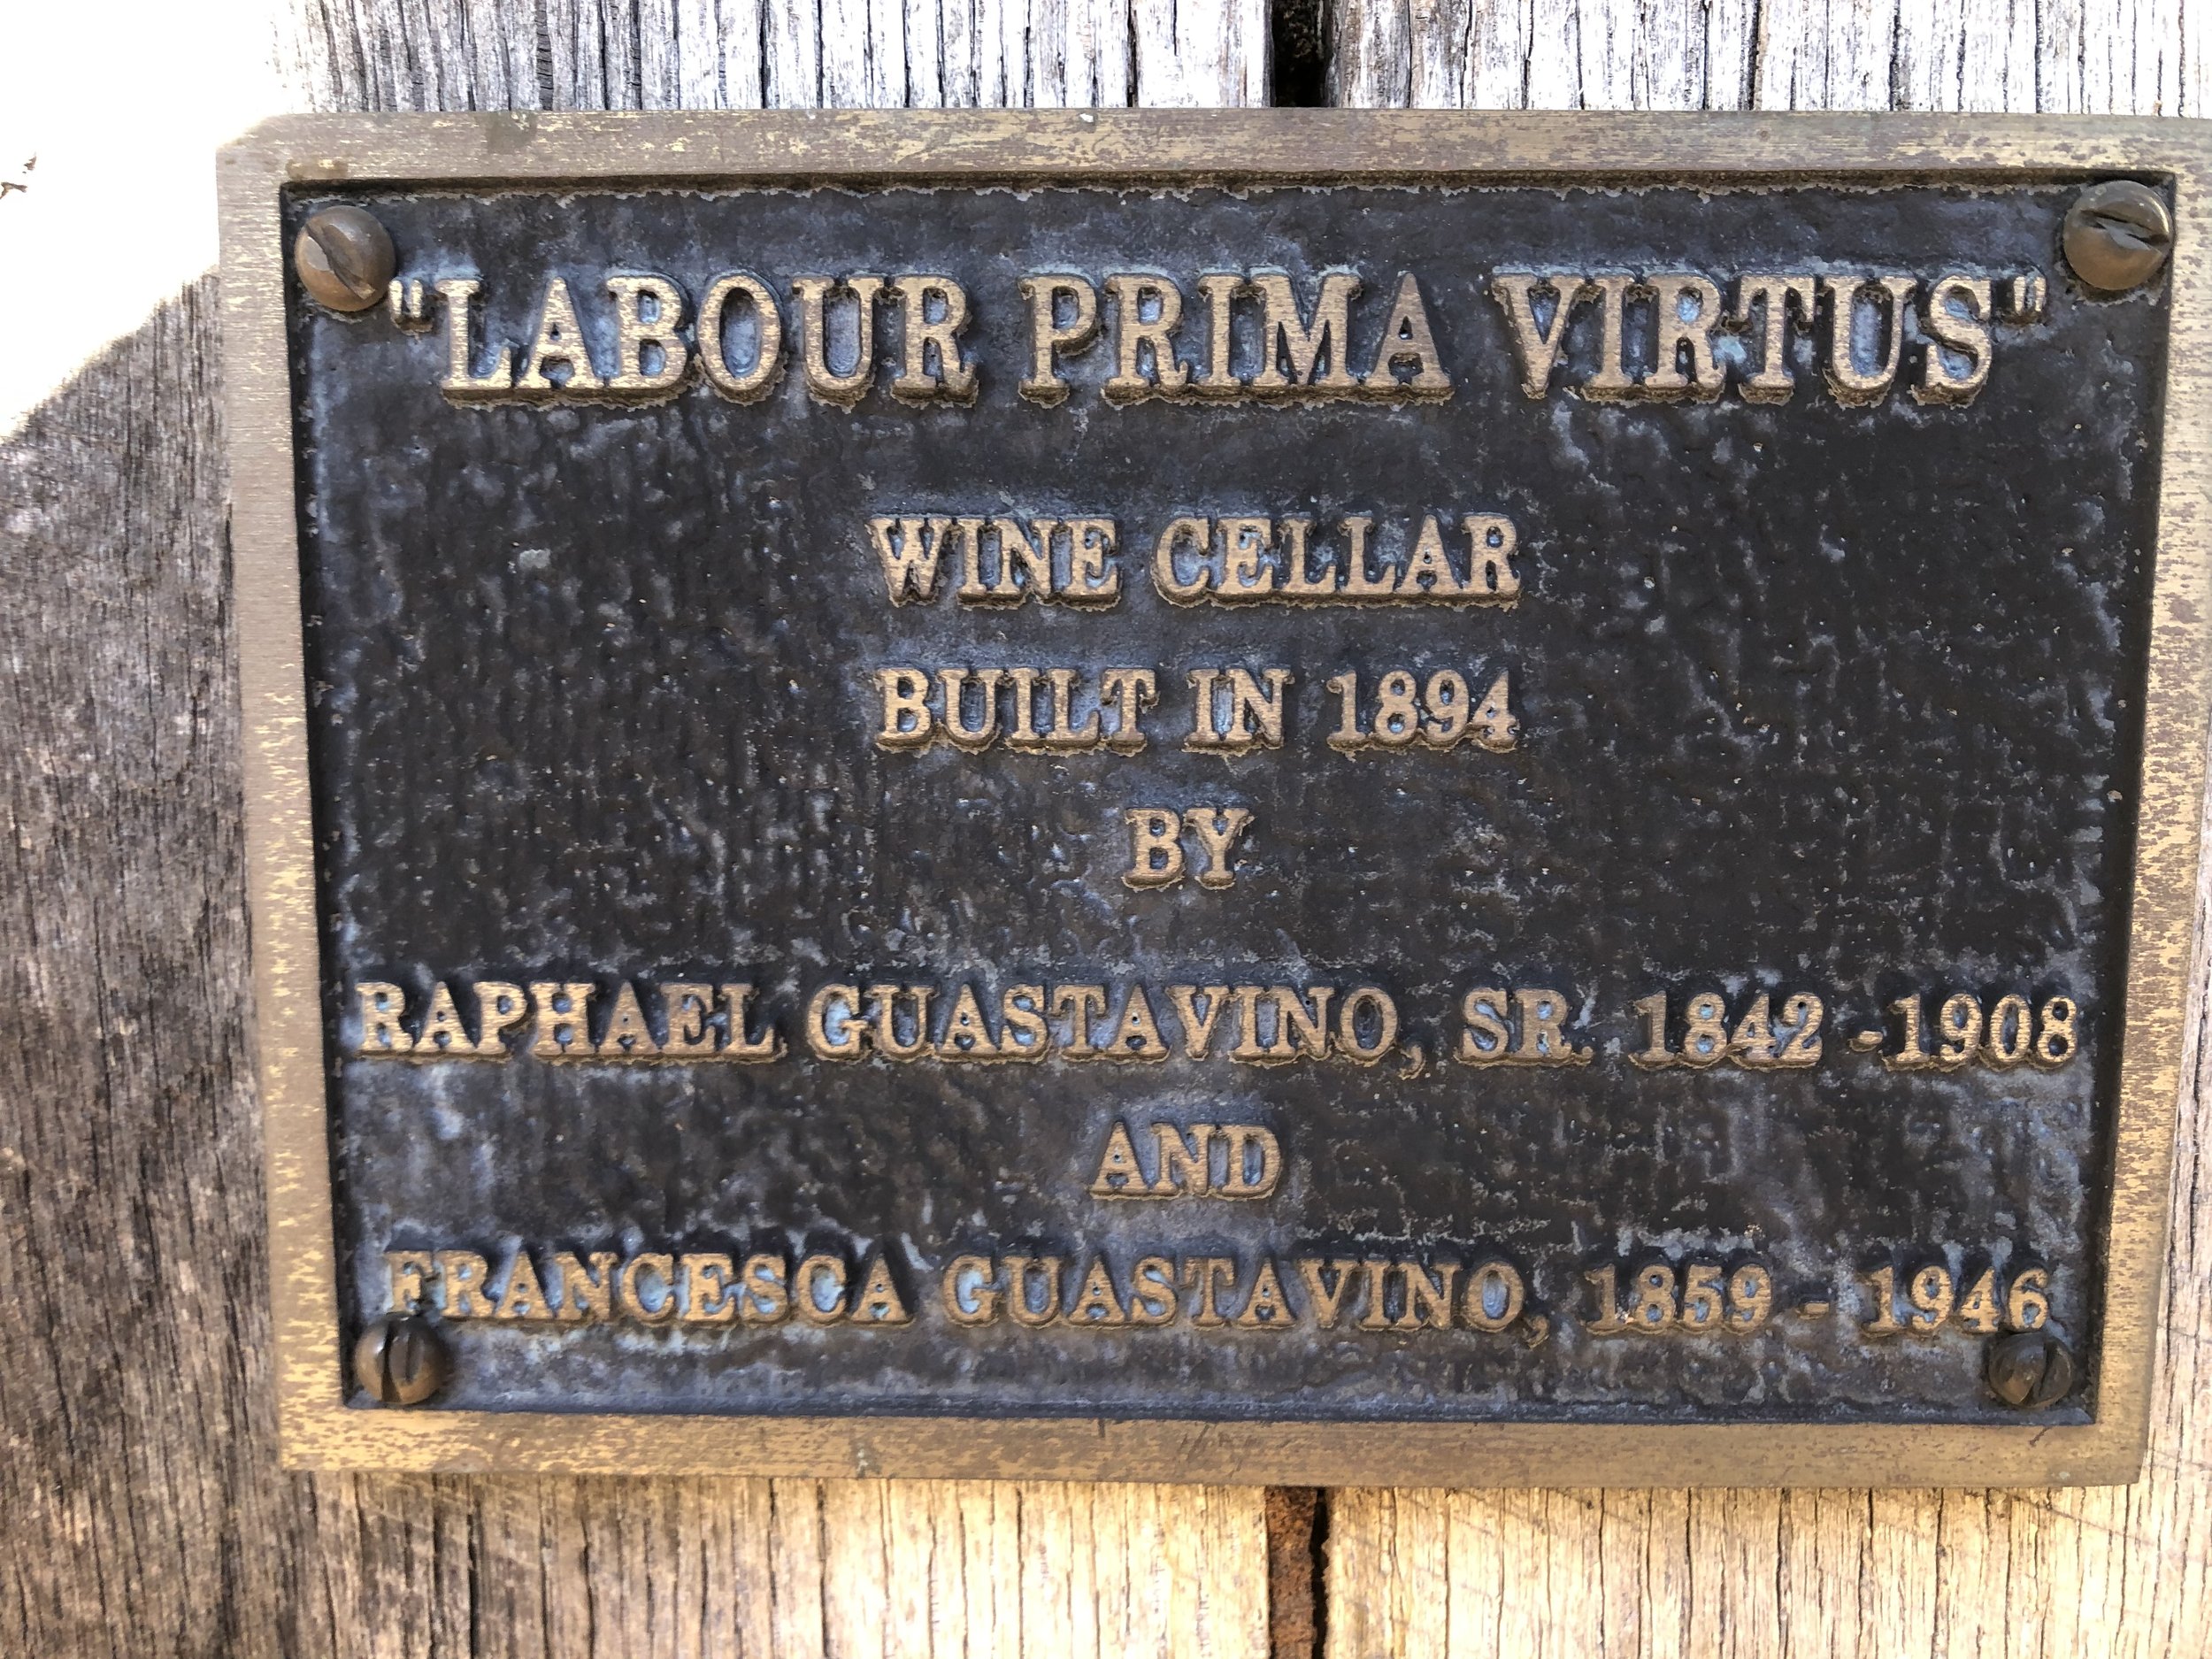 "LABOUR PRIMA VIRTUS"
WINE CELLAR
BUILT IN 1894
BY
RAPHAEL GUASTAVINO, SR. 1842 - 1908
AND
FRANCESCA GUASTAVINO, 1859 - 1946